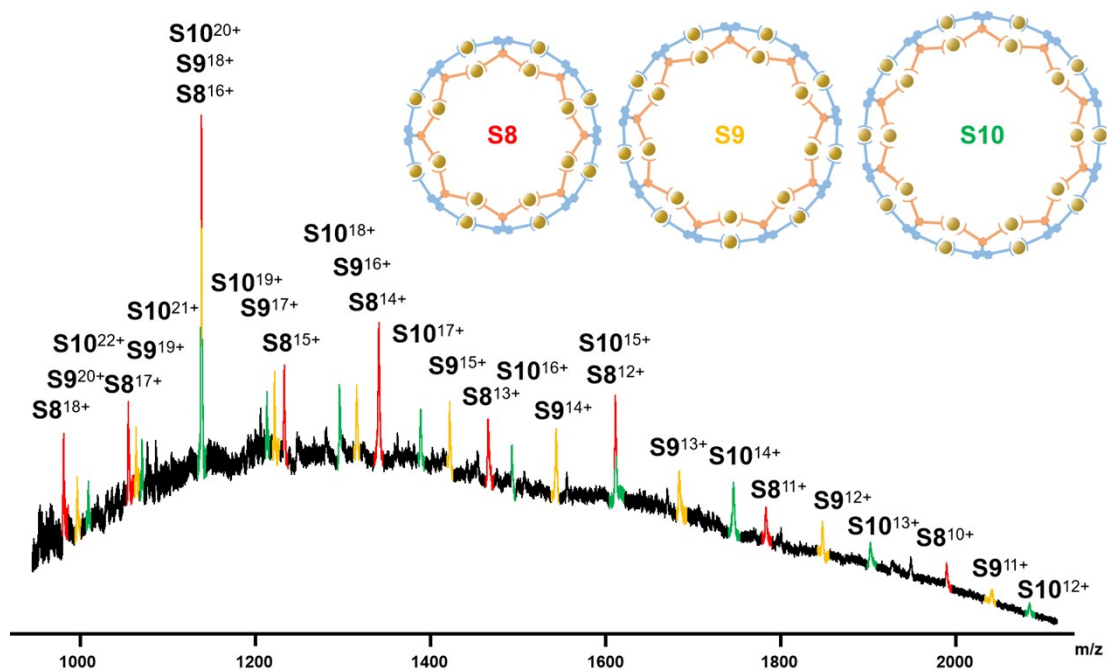 S10²⁰⁺
S9¹⁸⁺
S8¹⁶⁺
S8
S9
S10
S10²²⁺
S9²⁰⁺
S8¹⁸⁺
S10²¹⁺
S9¹⁹⁺
S8¹⁷⁺
S10¹⁹⁺
S9¹⁷⁺
S8¹⁵⁺
S10¹⁸⁺
S9¹⁶⁺
S8¹⁴⁺
S10¹⁷⁺
S9¹⁵⁺
S8¹³⁺
S10¹⁶⁺
S9¹⁴⁺
S10¹⁵⁺
S8¹²⁺
S9¹³⁺
S10¹⁴⁺
S8¹¹⁺
S9¹²⁺
S10¹³⁺
S8¹⁰⁺
S9¹¹⁺
S10¹²⁺
1000 1200 1400 1600 1800 2000 m/z